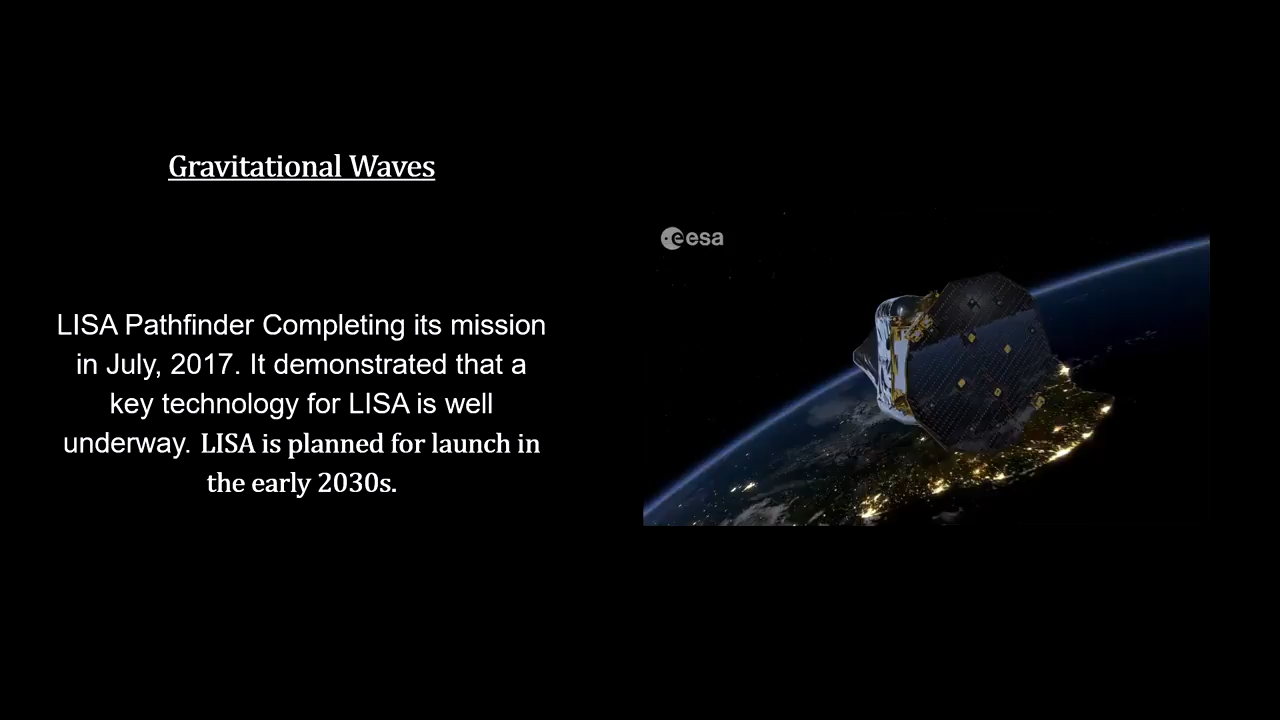 Gravitational Waves
esa
LISA Pathfinder Completing its mission
in July, 2017. It demonstrated that a
key technology for LISA is well
underway. LISA is planned for launch in
the early 2030s.